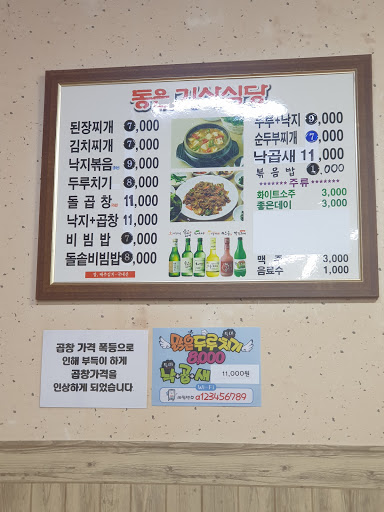 동읍 기사식당
된장찌개 7,000
김치찌개 7,000
낙지볶음 9,000
두루치기 8,000
돌곱창 11,000
낙지+곱창 11,000
비빔밥 7,000
돌솥비빔밥 8,000
두루+낙지 9,000
순두부찌개 7,000
낙곱새 11,000
볶음밥 1,000
******* 주류 *******
화이트소주 3,000
좋은데이 3,000
맥주 3,000
음료수 1,000
곱창 가격 폭등으로
인해 부득이 하게
곱창가격을
인상하게 되었습니다
두루치기
8000
낙·곱·새
11,000원
a123456789